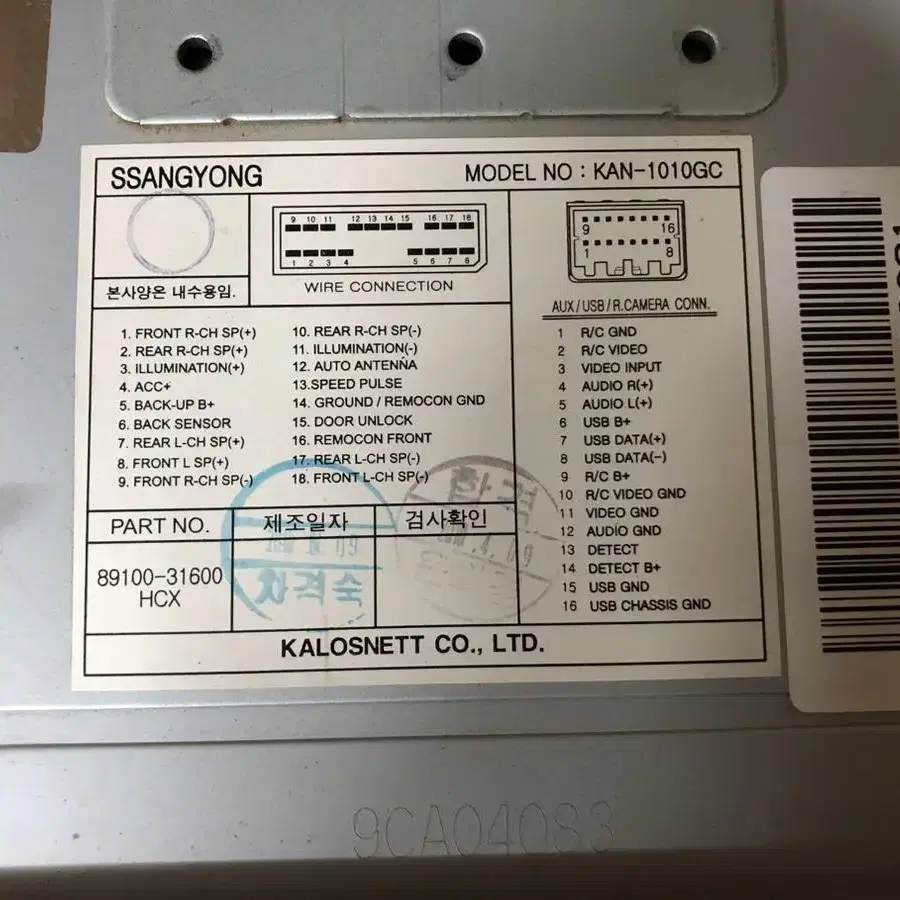 SSANGYONG
MODEL NO : KAN-1010GC
본사양은 내수용임.
9 10 11 12 13 14 15 16 17 18
1 2 3 4 5 6 7 8
WIRE CONNECTION
9 16
1 8
AUX/USB/R.CAMERA CONN.
1. FRONT R-CH SP(+)
2. REAR R-CH SP(+)
3. ILLUMINATION(+)
4. ACC+
5. BACK-UP B+
6. BACK SENSOR
7. REAR L-CH SP(+)
8. FRONT L SP(+)
9. FRONT R-CH SP(-)
10. REAR R-CH SP(-)
11. ILLUMINATION(-)
12. AUTO ANTENNA
13.SPEED PULSE
14. GROUND / REMOCON GND
15. DOOR UNLOCK
16. REMOCON FRONT
17. REAR L-CH SP(-)
18. FRONT L-CH SP(-)
1 R/C GND
2 R/C VIDEO
3 VIDEO INPUT
4 AUDIO R(+)
5 AUDIO L(+)
6 USB B+
7 USB DATA(+)
8 USB DATA(-)
9 R/C B+
10 R/C VIDEO GND
11 VIDEO GND
12 AUDIO GND
13 DETECT
14 DETECT B+
15 USB GND
16 USB CHASSIS GND
PART NO.
제조일자
검사확인
89100-31600
HCX
차격숙
KALOSNETT CO., LTD.
9CA04083